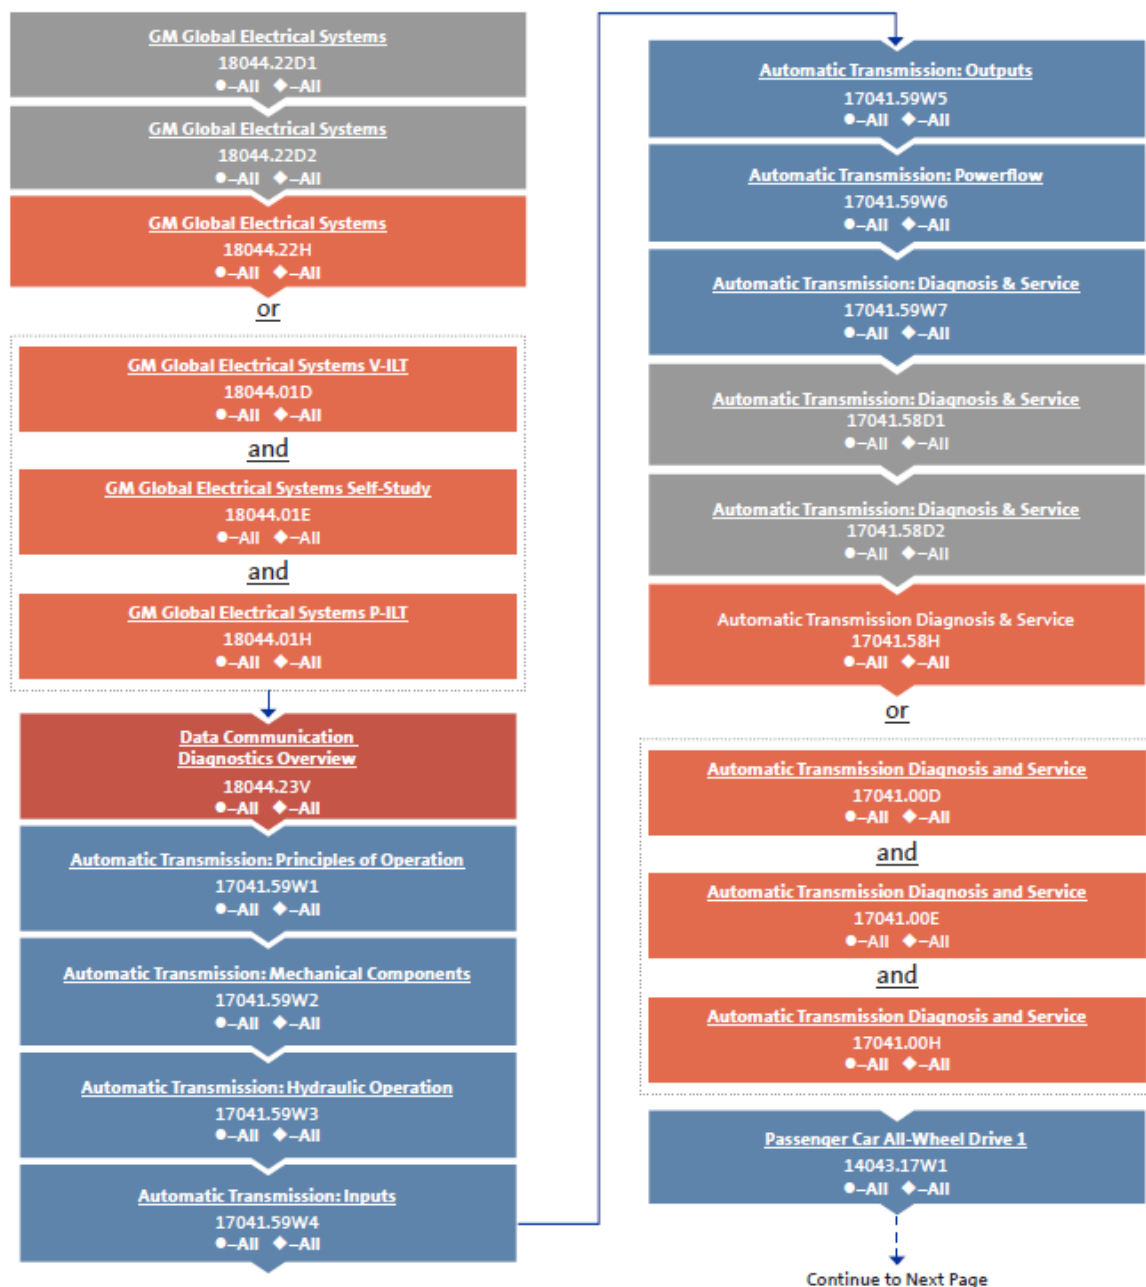 GM Global Electrical Systems
18044.22D1
●–All ◆–All
GM Global Electrical Systems
18044.22D2
●–All ◆–All
GM Global Electrical Systems
18044.22H
●–All ◆–All
or
GM Global Electrical Systems V-ILT
18044.01D
●–All ◆–All
and
GM Global Electrical Systems Self-Study
18044.01E
●–All ◆–All
and
GM Global Electrical Systems P-ILT
18044.01H
●–All ◆–All
Data Communication
Diagnostics Overview
18044.23V
●–All ◆–All
Automatic Transmission: Principles of Operation
17041.59W1
●–All ◆–All
Automatic Transmission: Mechanical Components
17041.59W2
●–All ◆–All
Automatic Transmission: Hydraulic Operation
17041.59W3
●–All ◆–All
Automatic Transmission: Inputs
17041.59W4
●–All ◆–All
Automatic Transmission: Outputs
17041.59W5
●–All ◆–All
Automatic Transmission: Powerflow
17041.59W6
●–All ◆–All
Automatic Transmission: Diagnosis & Service
17041.59W7
●–All ◆–All
Automatic Transmission: Diagnosis & Service
17041.58D1
●–All ◆–All
Automatic Transmission: Diagnosis & Service
17041.58D2
●–All ◆–All
Automatic Transmission Diagnosis & Service
17041.58H
●–All ◆–All
or
Automatic Transmission Diagnosis and Service
17041.00D
●–All ◆–All
and
Automatic Transmission Diagnosis and Service
17041.00E
●–All ◆–All
and
Automatic Transmission Diagnosis and Service
17041.00H
●–All ◆–All
Passenger Car All-Wheel Drive 1
14043.17W1
●–All ◆–All
Continue to Next Page